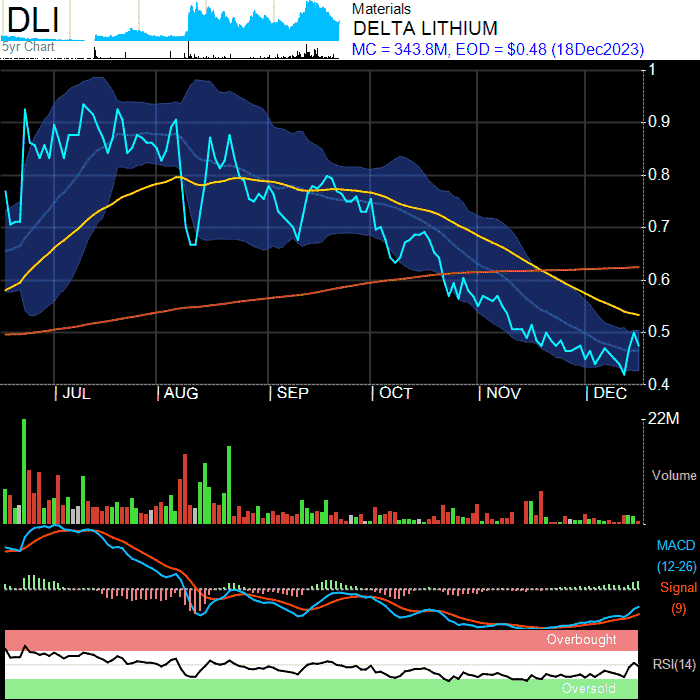 DLI
5yr Chart
Materials
DELTA LITHIUM
MC = 343.8M, EOD = $0.48 (18Dec2023)
1
0.9
0.8
0.7
0.6
0.5
0.4
JUL AUG SEP OCT NOV DEC
22M
Volume
MACD
(12-26)
Signal
(9)
Overbought
RSI(14)
Oversold